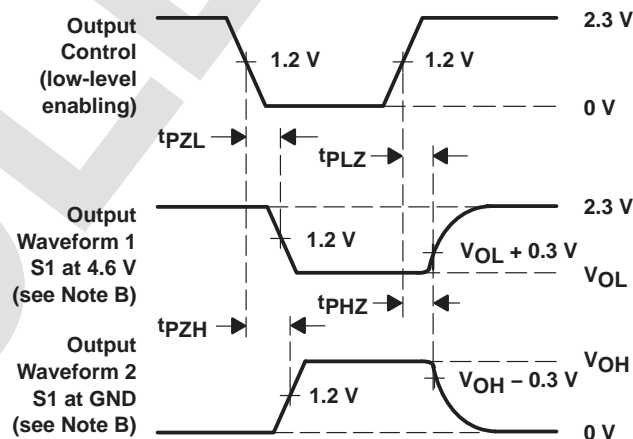 Output
Control
(low-level
enabling)
2.3 V
1.2 V
1.2 V
0 V
tPZL
tPLZ
Output
Waveform 1
S1 at 4.6 V
(see Note B)
2.3 V
1.2 V
VOL + 0.3 V
VOL
tPZH
tPHZ
Output
Waveform 2
S1 at GND
(see Note B)
VOH
1.2 V
VOH − 0.3 V
0 V